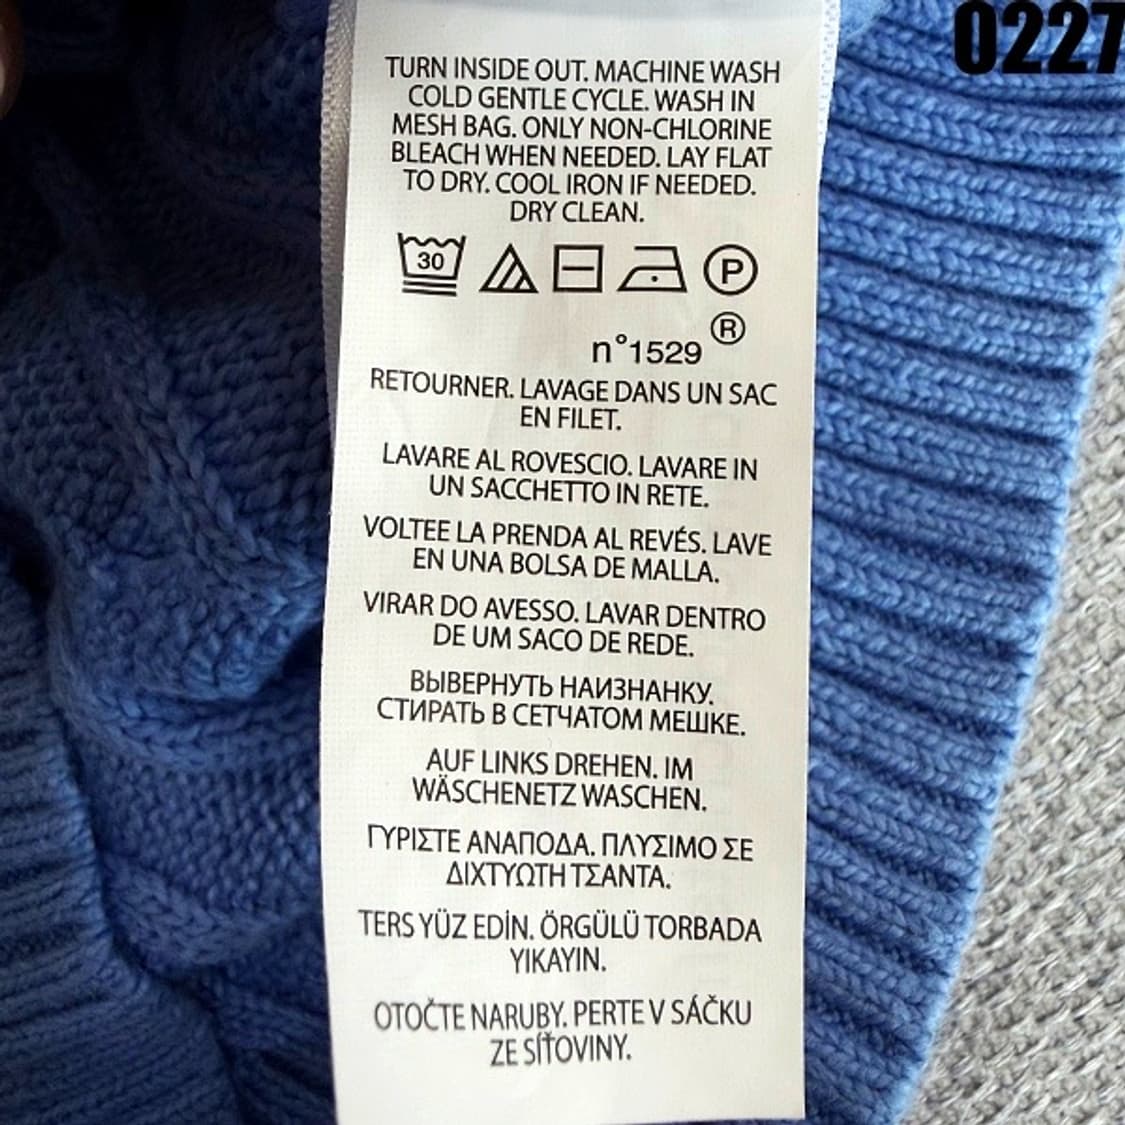 0227
TURN INSIDE OUT. MACHINE WASH
COLD GENTLE CYCLE. WASH IN
MESH BAG. ONLY NON-CHLORINE
BLEACH WHEN NEEDED. LAY FLAT
TO DRY. COOL IRON IF NEEDED.
DRY CLEAN.
30 P
®
n°1529
RETOURNER. LAVAGE DANS UN SAC
EN FILET.
LAVARE AL ROVESCIO. LAVARE IN
UN SACCHETTO IN RETE.
VOLTEE LA PRENDA AL REVÉS. LAVE
EN UNA BOLSA DE MALLA.
VIRAR DO AVESSO. LAVAR DENTRO
DE UM SACO DE REDE.
ВЫВЕРНУТЬ НАИЗНАНКУ.
СТИРАТЬ В СЕТЧАТОМ МЕШКЕ.
AUF LINKS DREHEN. IM
WÄSCHENETZ WASCHEN.
ΓΥΡΙΣΤΕ ΑΝΑΠΟΔΑ. ΠΛΥΣΙΜΟ ΣΕ
ΔΙΧΤΥΩΤΗ ΤΣΑΝΤΑ.
TERS YÜZ EDİN. ÖRGÜLÜ TORBADA
YIKAYIN.
OTOČTE NARUBY. PERTE V SÁČKU
ZE SÍŤOVINY.